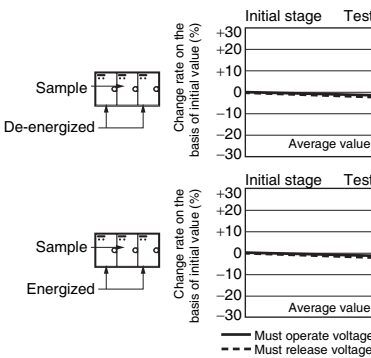 Initial stage Test
Change rate on the
basis of initial value (%)
+30
+20
+10
0
−10
−20
−30
Average value
Sample
De-energized
Initial stage Test
Change rate on the
basis of initial value (%)
+30
+20
+10
0
−10
−20
−30
Average value
Sample
Energized
Must operate voltage
Must release voltage